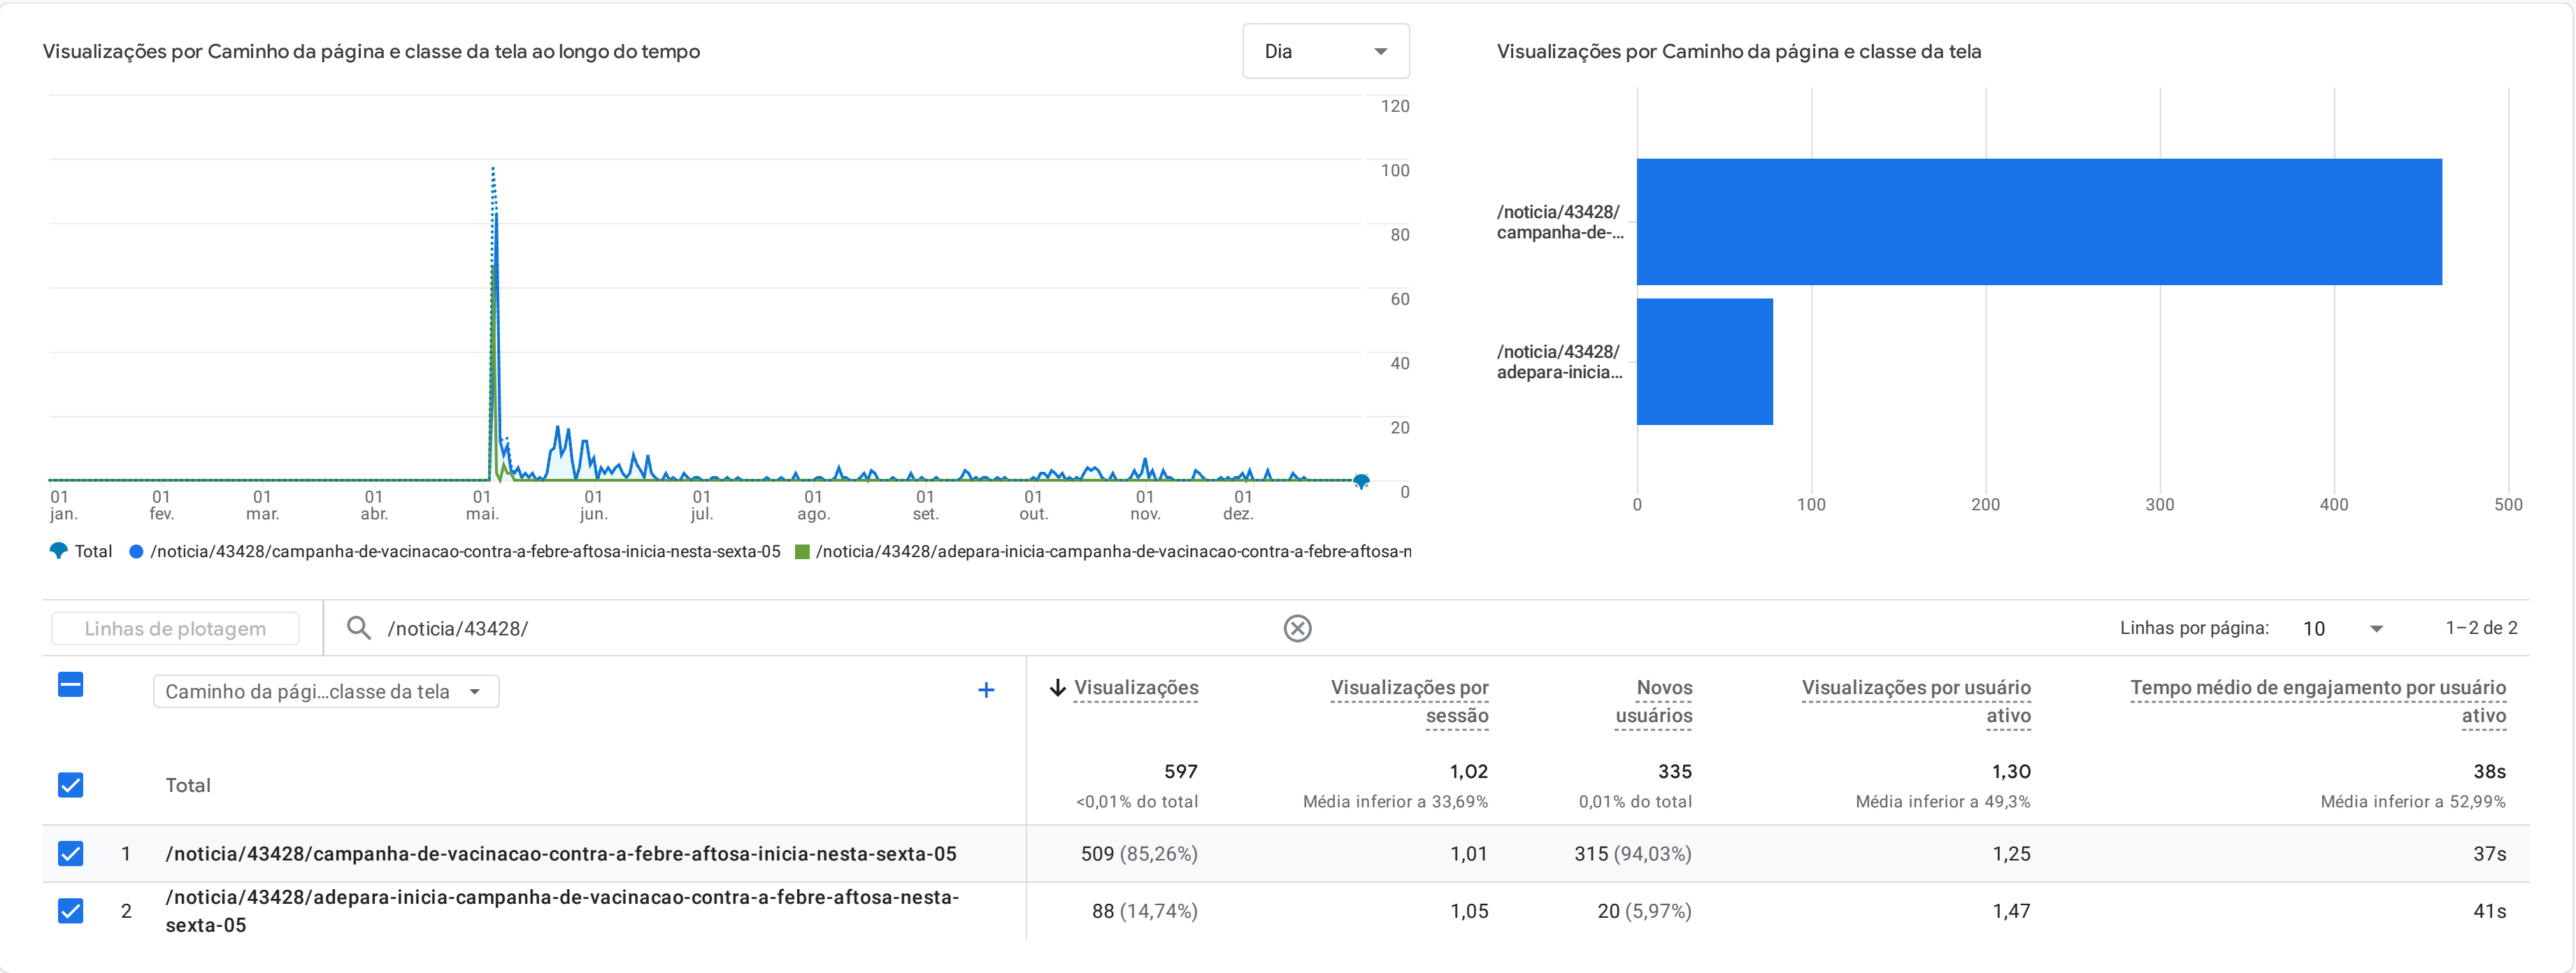 Visualizações por Caminho da página e classe da tela ao longo do tempo
Dia
120
100
80
60
40
20
0
01 01 01 01 01 01 01 01 01 01 01 01
jan. fev. mar. abr. mai. jun. jul. ago. set. out. nov. dez.
Total /noticia/43428/campanha-de-vacinacao-contra-a-febre-aftosa-inicia-nesta-sexta-05 /noticia/43428/adepara-inicia-campanha-de-vacinacao-contra-a-febre-aftosa-n
Visualizações por Caminho da página e classe da tela
/noticia/43428/
campanha-de-...
/noticia/43428/
adepara-inicia...
0 100 200 300 400 500
Linhas de plotagem
/noticia/43428/
Linhas por página: 10 1–2 de 2
Caminho da pági...classe da tela
+
Visualizações
Visualizações por
sessão
Novos
usuários
Visualizações por usuário
ativo
Tempo médio de engajamento por usuário
ativo
Total
597 1,02 335 1,30 38s
<0,01% do total Média inferior a 33,69% 0,01% do total Média inferior a 49,3% Média inferior a 52,99%
1 /noticia/43428/campanha-de-vacinacao-contra-a-febre-aftosa-inicia-nesta-sexta-05 509 (85,26%) 1,01 315 (94,03%) 1,25 37s
2 /noticia/43428/adepara-inicia-campanha-de-vacinacao-contra-a-febre-aftosa-nesta-
sexta-05
88 (14,74%) 1,05 20 (5,97%) 1,47 41s